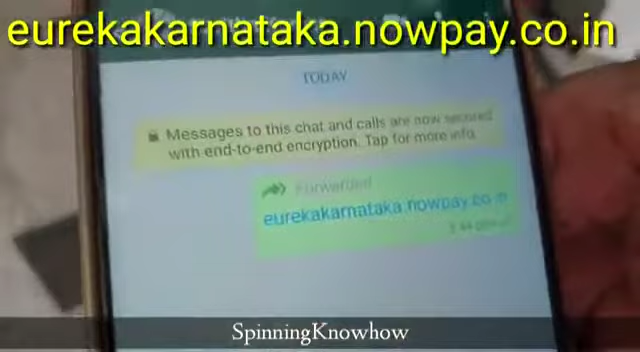 eurekakarnataka.nowpay.co.in
TODAY
Messages to this chat and calls are now secured
with end-to-end encryption. Tap for more info.
Forwarded
eurekakarnataka.nowpay.co.in
SpinningKnowhow